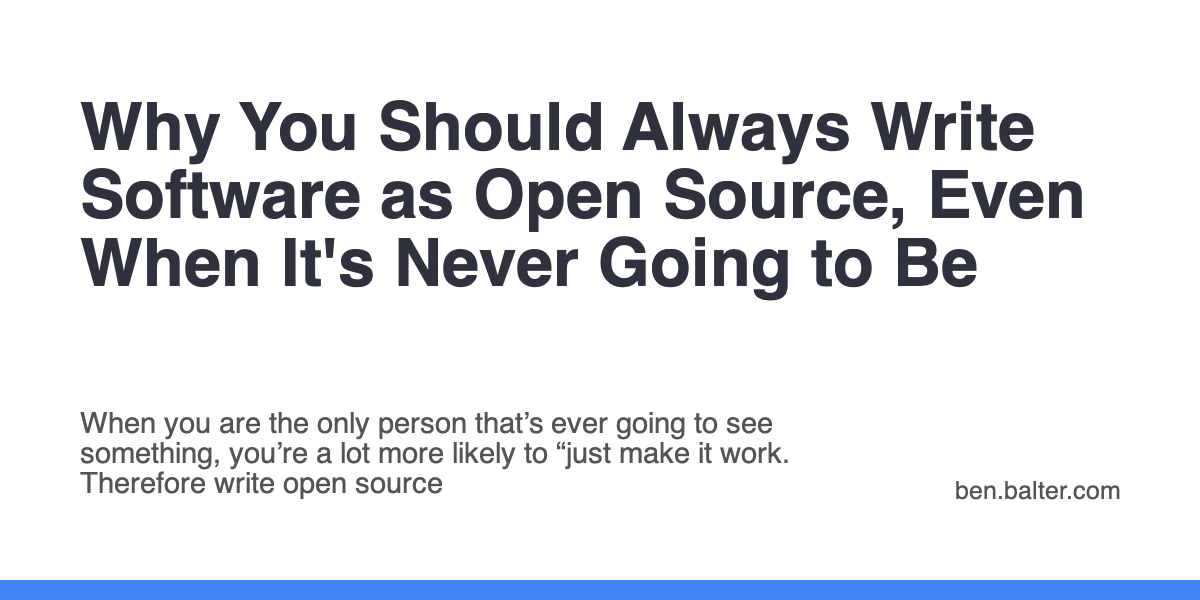 Why You Should Always Write
Software as Open Source, Even
When It's Never Going to Be
When you are the only person that’s ever going to see
something, you’re a lot more likely to “just make it work.
Therefore write open source
ben.balter.com